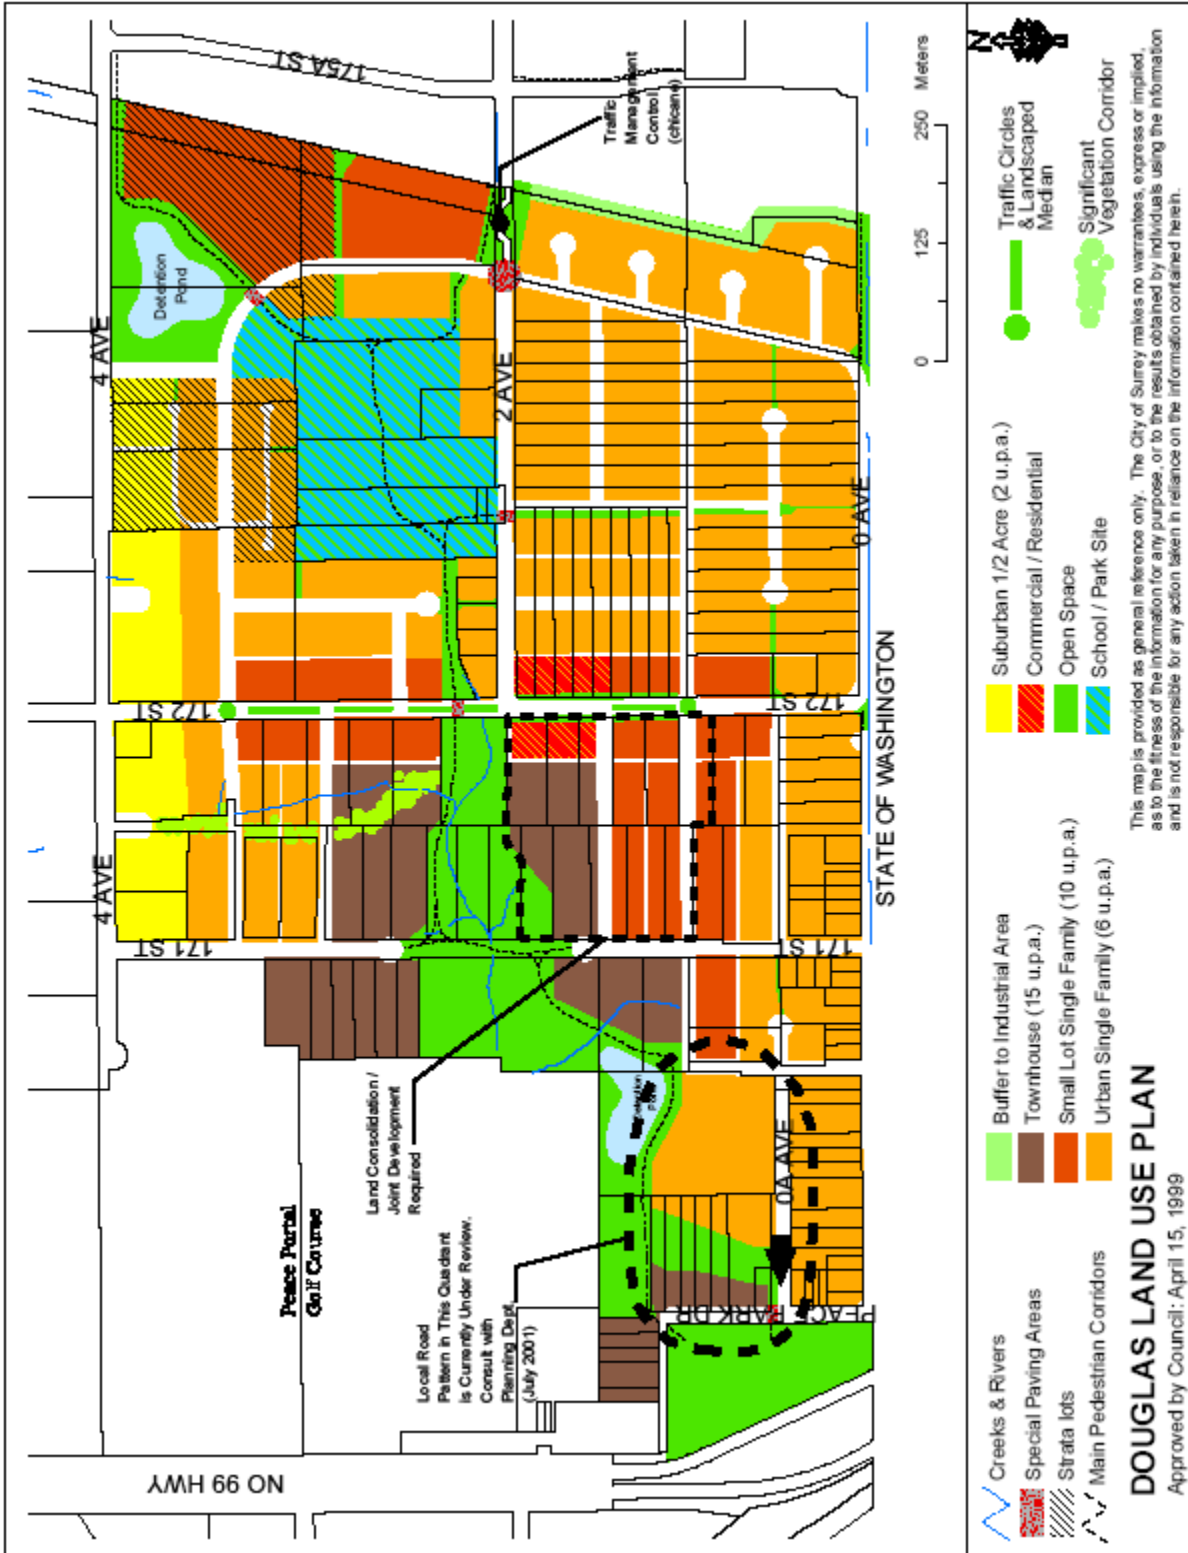 175A ST
4 AVE
Detention
Pond
Traffic
Management
Control
(chicane)
2 AVE
0 AVE
172 ST
172 ST
STATE OF WASHINGTON
4 AVE
171 ST
171 ST
Land Consolidation /
Joint Development
Required
Peace Portal
Golf Course
Local Road
Pattern in This Quadrant
is Currently Under Review.
Consult with
Planning Dept.
(July 2001)
Detention
Pond
0A AVE
PEACE PARK DR
NO 99 HWY
N
0 125 250 Meters
Creeks & Rivers
Special Paving Areas
Strata lots
Main Pedestrian Corridors
Buffer to Industrial Area
Townhouse (15 u.p.a.)
Small Lot Single Family (10 u.p.a.)
Urban Single Family (6 u.p.a.)
Suburban 1/2 Acre (2 u.p.a.)
Commercial / Residential
Open Space
School / Park Site
Traffic Circles
& Landscaped
Median
Significant
Vegetation Corridor
DOUGLAS LAND USE PLAN
Approved by Council: April 15, 1999
This map is provided as general reference only. The City of Surrey makes no warrantees, express or implied,
as to the fitness of the information for any purpose, or to the results obtained by individuals using the information
and is not responsible for any action taken in reliance on the information contained herein.